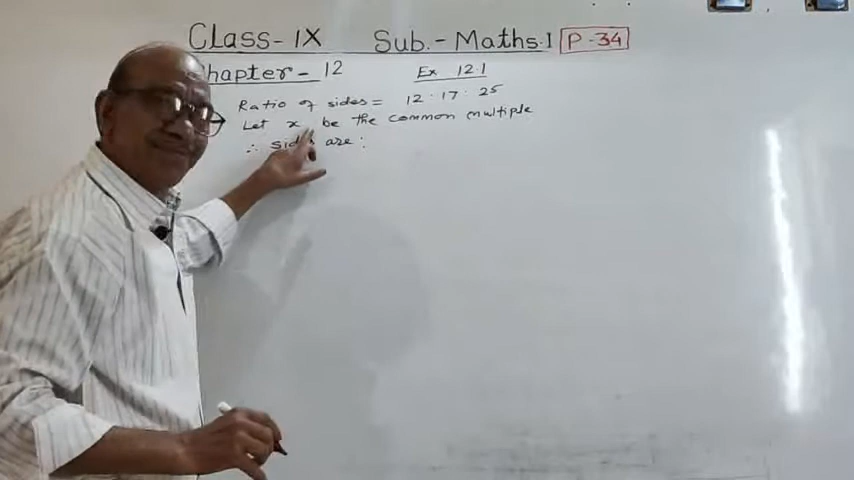 Class-IX Sub.-Maths.1 P-34
Chapter-12 Ex 12.1
Ratio of sides = 12:17:25
Let x be the common multiple
∴ sides are :